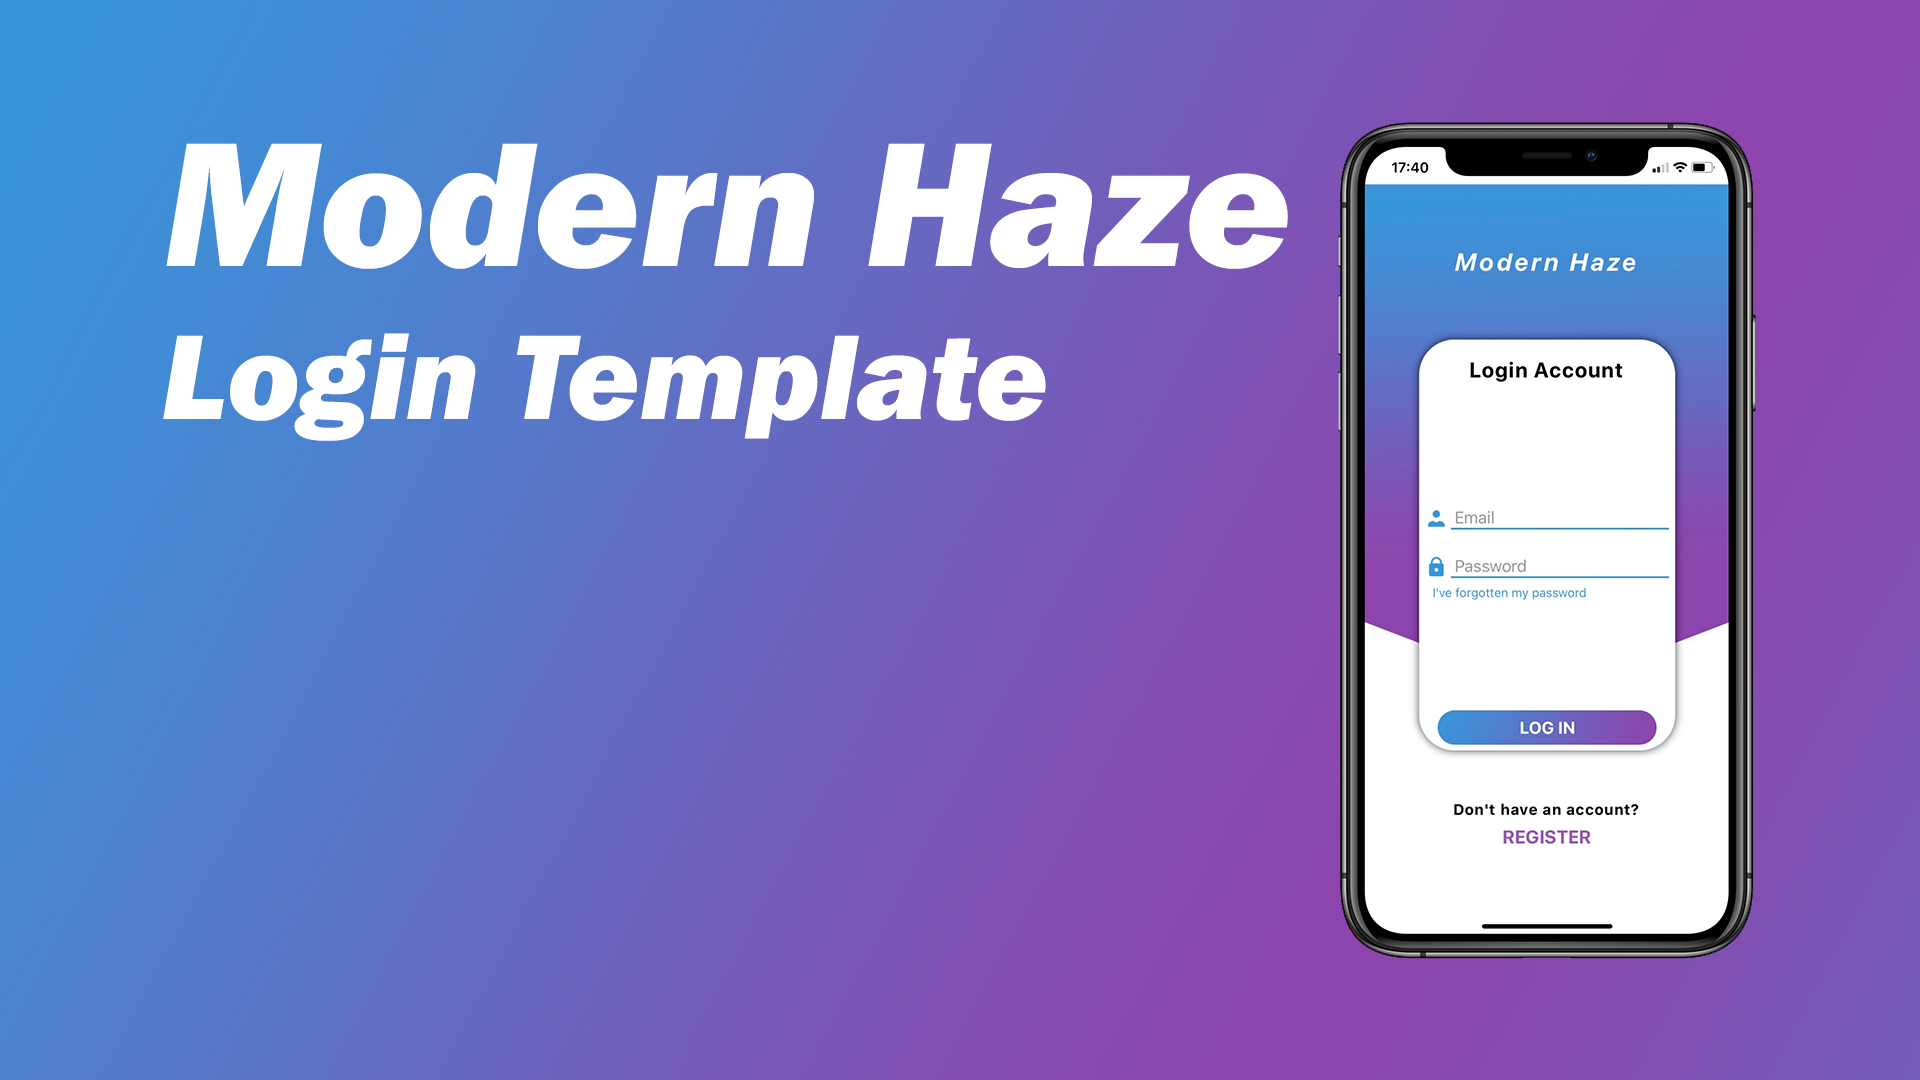 Modern Haze
Login Template
17:40
Modern Haze
Login Account
Email
Password
I've forgotten my password
LOG IN
Don't have an account?
REGISTER